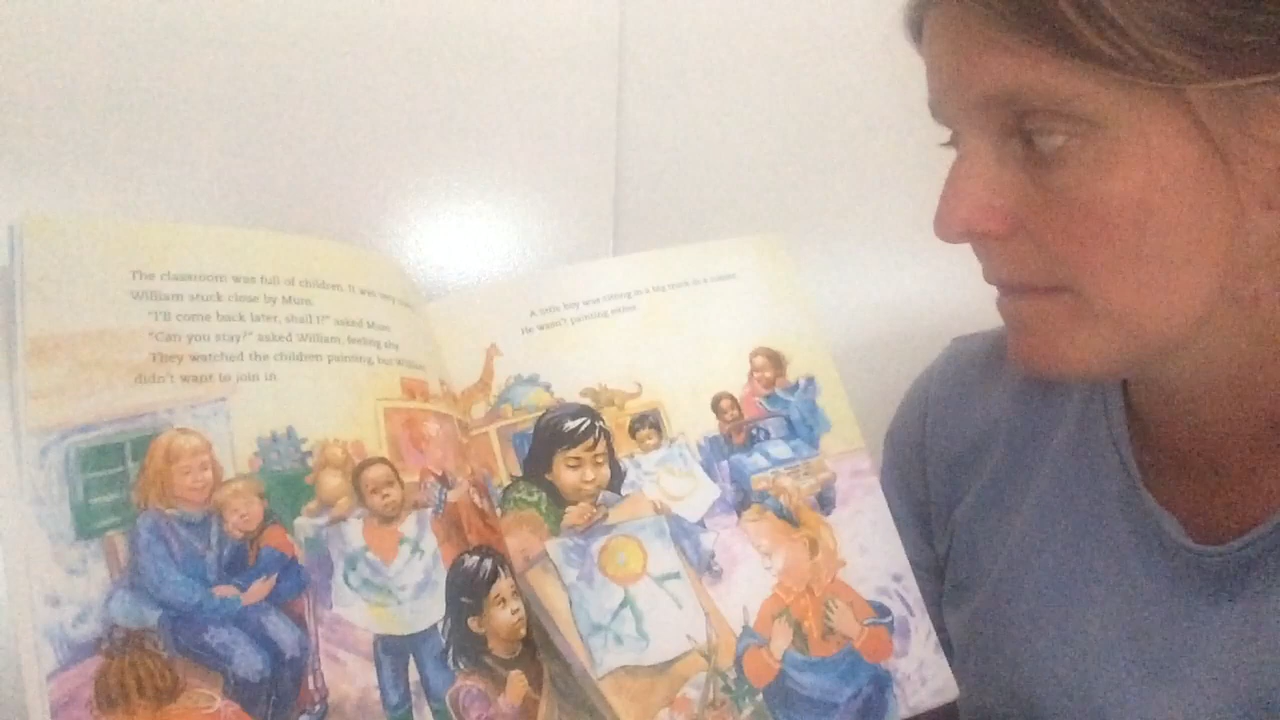 The classroom was full of children. It was very
William stuck close by Mum.
"I'll come back later, shall I?" asked Mum.
"Can you stay?" asked William, feeling shy.
They watched the children painting, but William
didn't want to join in.
A little boy was sitting in a big truck in a corner.
He wasn't painting either.